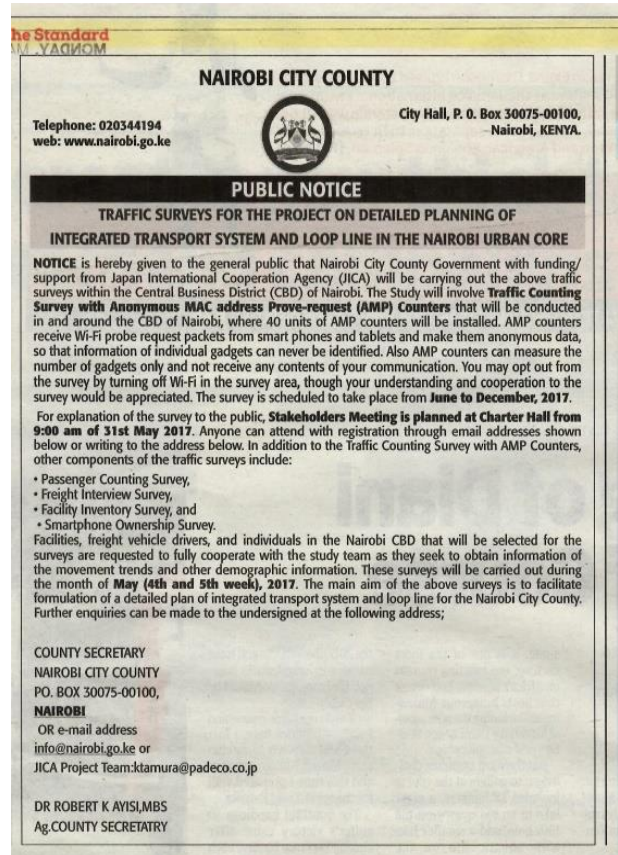 he Standard
MONDAY, MA
NAIROBI CITY COUNTY
Telephone: 020344194
web: www.nairobi.go.ke
City Hall, P. 0. Box 30075-00100,
Nairobi, KENYA.
PUBLIC NOTICE
TRAFFIC SURVEYS FOR THE PROJECT ON DETAILED PLANNING OF
INTEGRATED TRANSPORT SYSTEM AND LOOP LINE IN THE NAIROBI URBAN CORE
NOTICE is hereby given to the general public that Nairobi City County Government with funding/
support from Japan International Cooperation Agency (JICA) will be carrying out the above traffic
surveys within the Central Business District (CBD) of Nairobi. The Study will involve Traffic Counting
Survey with Anonymous MAC address Prove-request (AMP) Counters that will be conducted
in and around the CBD of Nairobi, where 40 units of AMP counters will be installed. AMP counters
receive Wi-Fi probe request packets from smart phones and tablets and make them anonymous data,
so that information of individual gadgets can never be identified. Also AMP counters can measure the
number of gadgets only and not receive any contents of your communication. You may opt out from
the survey by turning off Wi-Fi in the survey area, though your understanding and cooperation to the
survey would be appreciated. The survey is scheduled to take place from June to December, 2017.
For explanation of the survey to the public, Stakeholders Meeting is planned at Charter Hall from
9:00 am of 31st May 2017. Anyone can attend with registration through email addresses shown
below or writing to the address below. In addition to the Traffic Counting Survey with AMP Counters,
other components of the traffic surveys include:
• Passenger Counting Survey,
• Freight Interview Survey,
• Facility Inventory Survey, and
• Smartphone Ownership Survey.
Facilities, freight vehicle drivers, and individuals in the Nairobi CBD that will be selected for the
surveys are requested to fully cooperate with the study team as they seek to obtain information of
the movement trends and other demographic information. These surveys will be carried out during
the month of May (4th and 5th week), 2017. The main aim of the above surveys is to facilitate
formulation of a detailed plan of integrated transport system and loop line for the Nairobi City County.
Further enquiries can be made to the undersigned at the following address;
COUNTY SECRETARY
NAIROBI CITY COUNTY
PO. BOX 30075-00100,
NAIROBI
OR e-mail address
info@nairobi.go.ke or
JICA Project Team:ktamura@padeco.co.jp
DR ROBERT K AYISI,MBS
Ag.COUNTY SECRETATRY